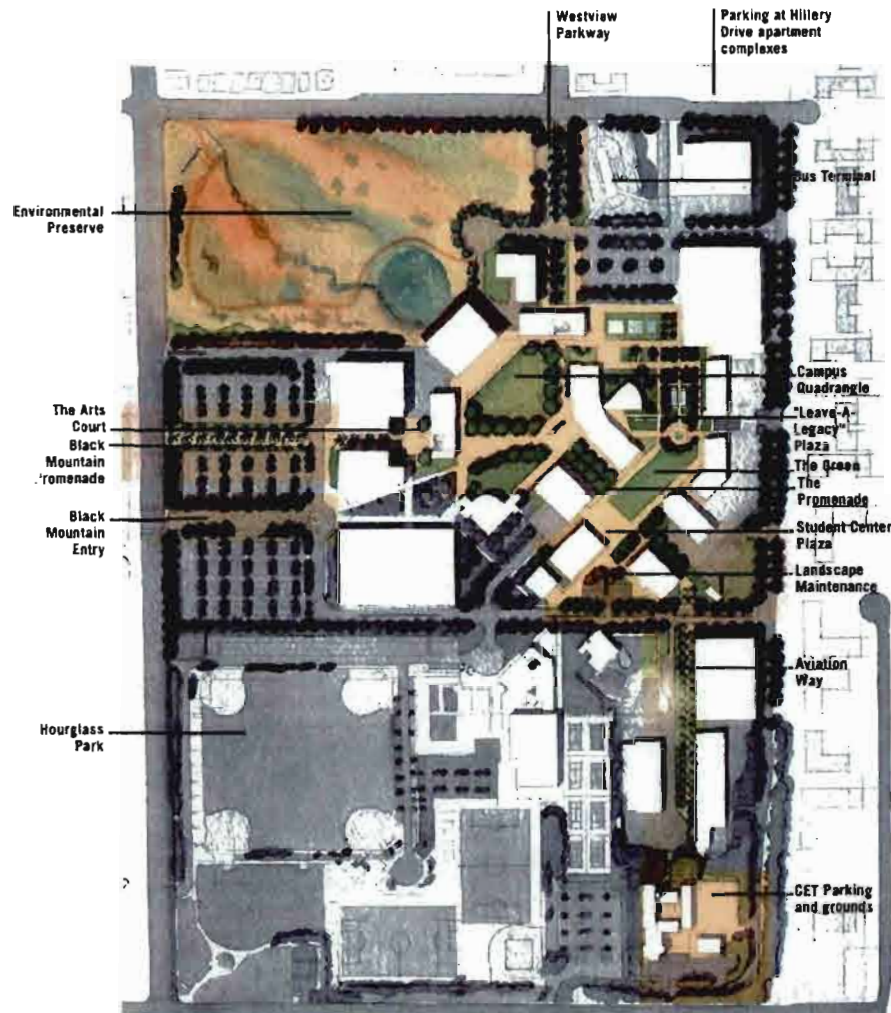 Westview
Parkway
Parking at Hillery
Drive apartment
complexes
Bus Terminal
Environmental
Preserve
Campus
Quadrangle
The Arts
Court
"Leave-A-
Legacy"
Plaza
Black
Mountain
Promenade
The Green
The
Promenade
Black
Mountain
Entry
Student Center
Plaza
Landscape
Maintenance
Aviation
Way
Hourglass
Park
CET Parking
and grounds